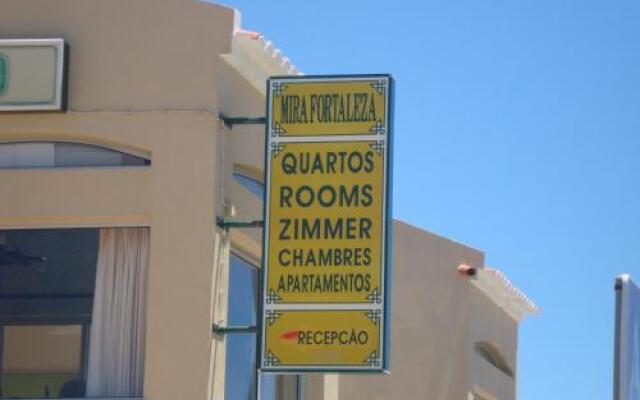 MIRA FORTALEZA
QUARTOS
ROOMS
ZIMMER
CHAMBRES
APARTAMENTOS
RECEPCÃO